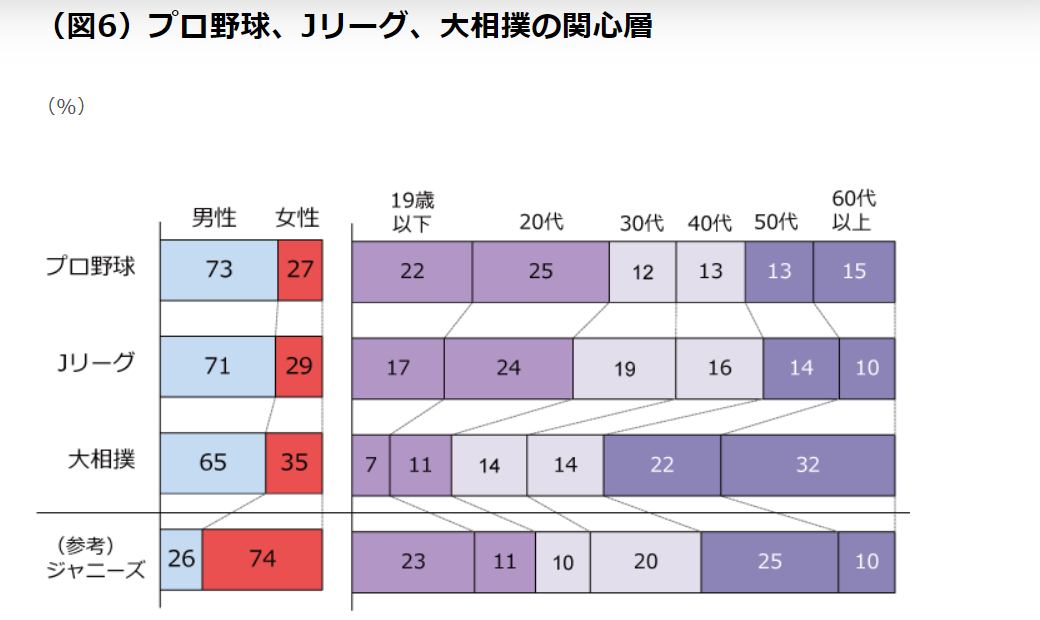 （図6）プロ野球、Jリーグ、大相撲の関心層
（%）
男性 女性 19歳以下 20代 30代 40代 50代 60代以上
プロ野球 73 27 22 25 12 13 13 15
Jリーグ 71 29 17 24 19 16 14 10
大相撲 65 35 7 11 14 14 22 32
（参考）
ジャニーズ 26 74 23 11 10 20 25 10